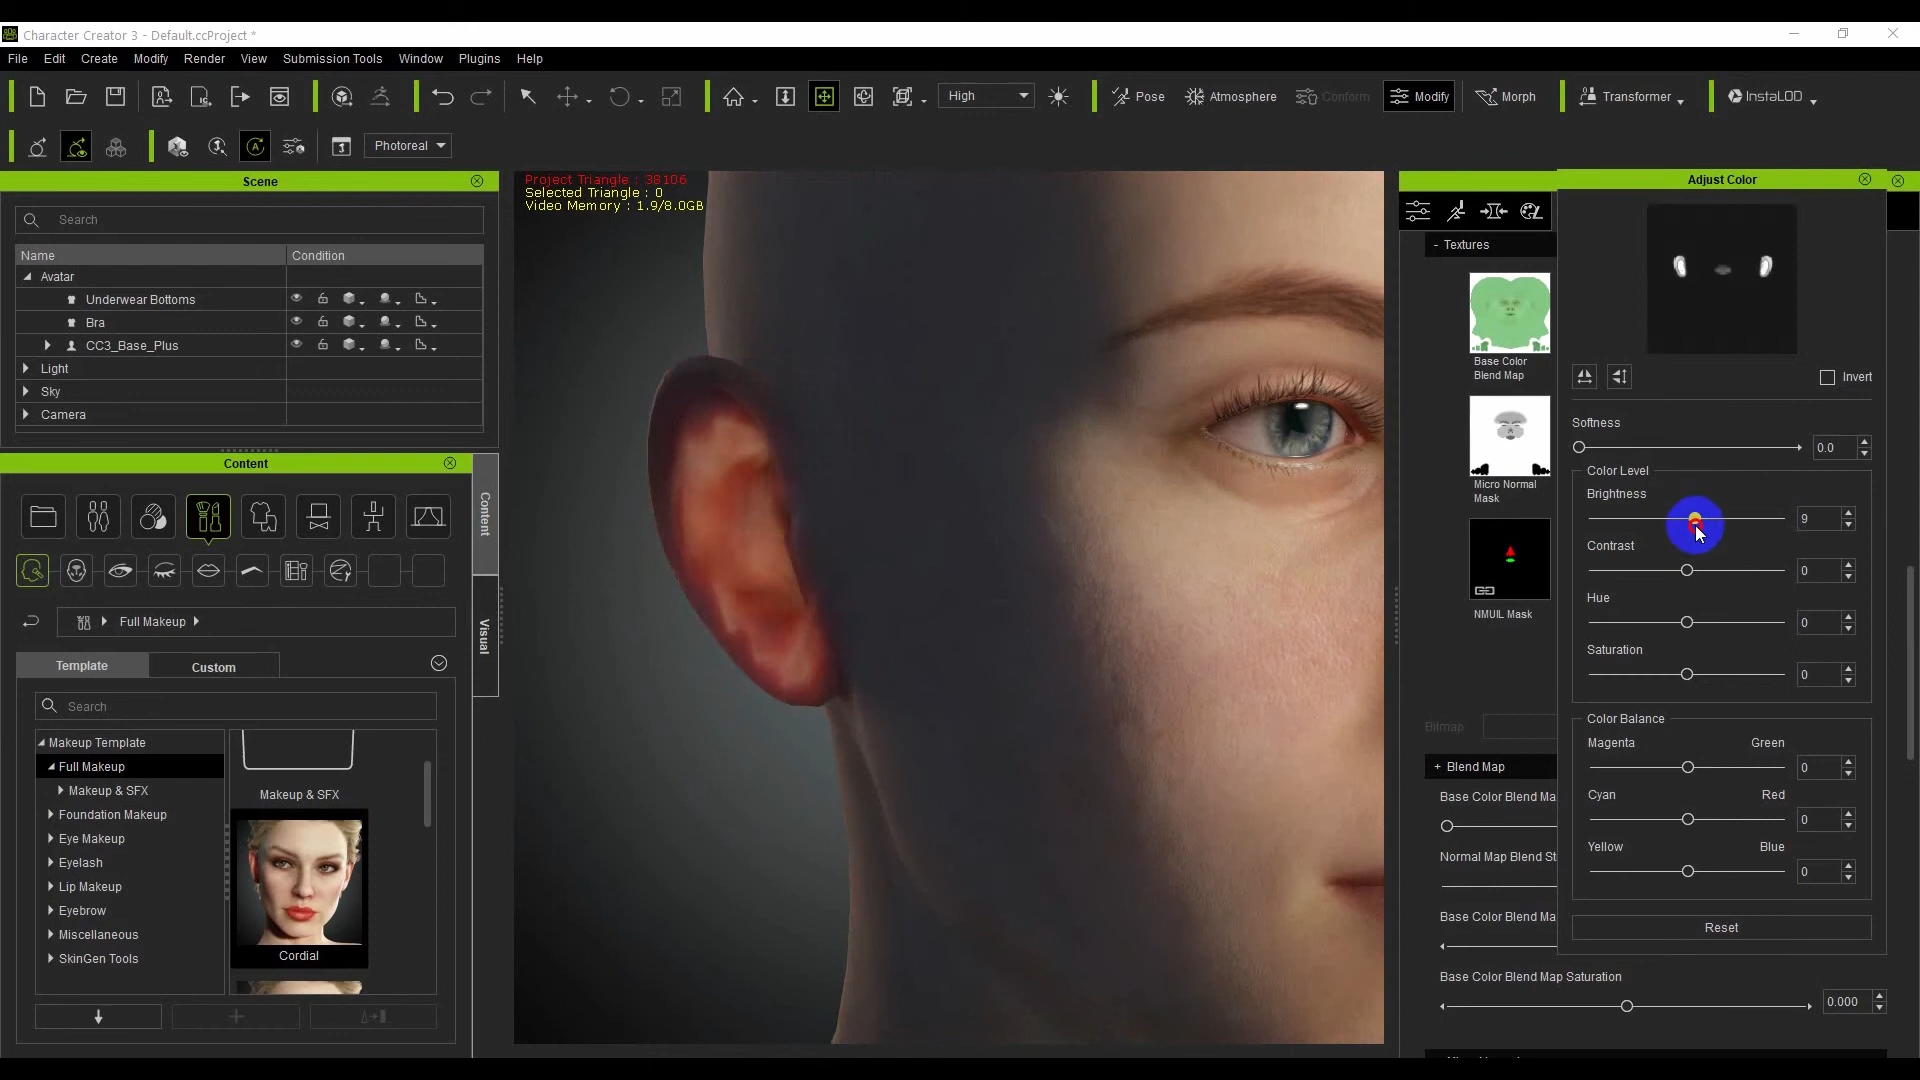 Character Creator 3 - Default.ccProject *
File Edit Create Modify Render View Submission Tools Window Plugins Help
High
Pose
Atmosphere
Conform
Modify
Morph
Transformer
InstaLOD
Photoreal
Scene
Search
Name Condition
Avatar
Underwear Bottoms
Bra
CC3_Base_Plus
Light
Sky
Camera
Content
Content
Visual
Full Makeup
Template Custom
Search
Makeup Template
Full Makeup
Makeup & SFX
Foundation Makeup
Eye Makeup
Eyelash
Lip Makeup
Eyebrow
Miscellaneous
SkinGen Tools
Makeup & SFX
Cordial
Project Triangle : 38106
Selected Triangle : 0
Video Memory : 1.9/8.0GB
- Textures
Base Color
Blend Map
Micro Normal
Mask
NMUIL Mask
Bitmap
+ Blend Map
Base Color Blend Ma
Normal Map Blend St
Base Color Blend Ma
Base Color Blend Map Saturation
0.000
Adjust Color
Invert
Softness
0.0
Color Level
Brightness
9
Contrast
0
Hue
0
Saturation
0
Color Balance
Magenta Green
0
Cyan Red
0
Yellow Blue
0
Reset